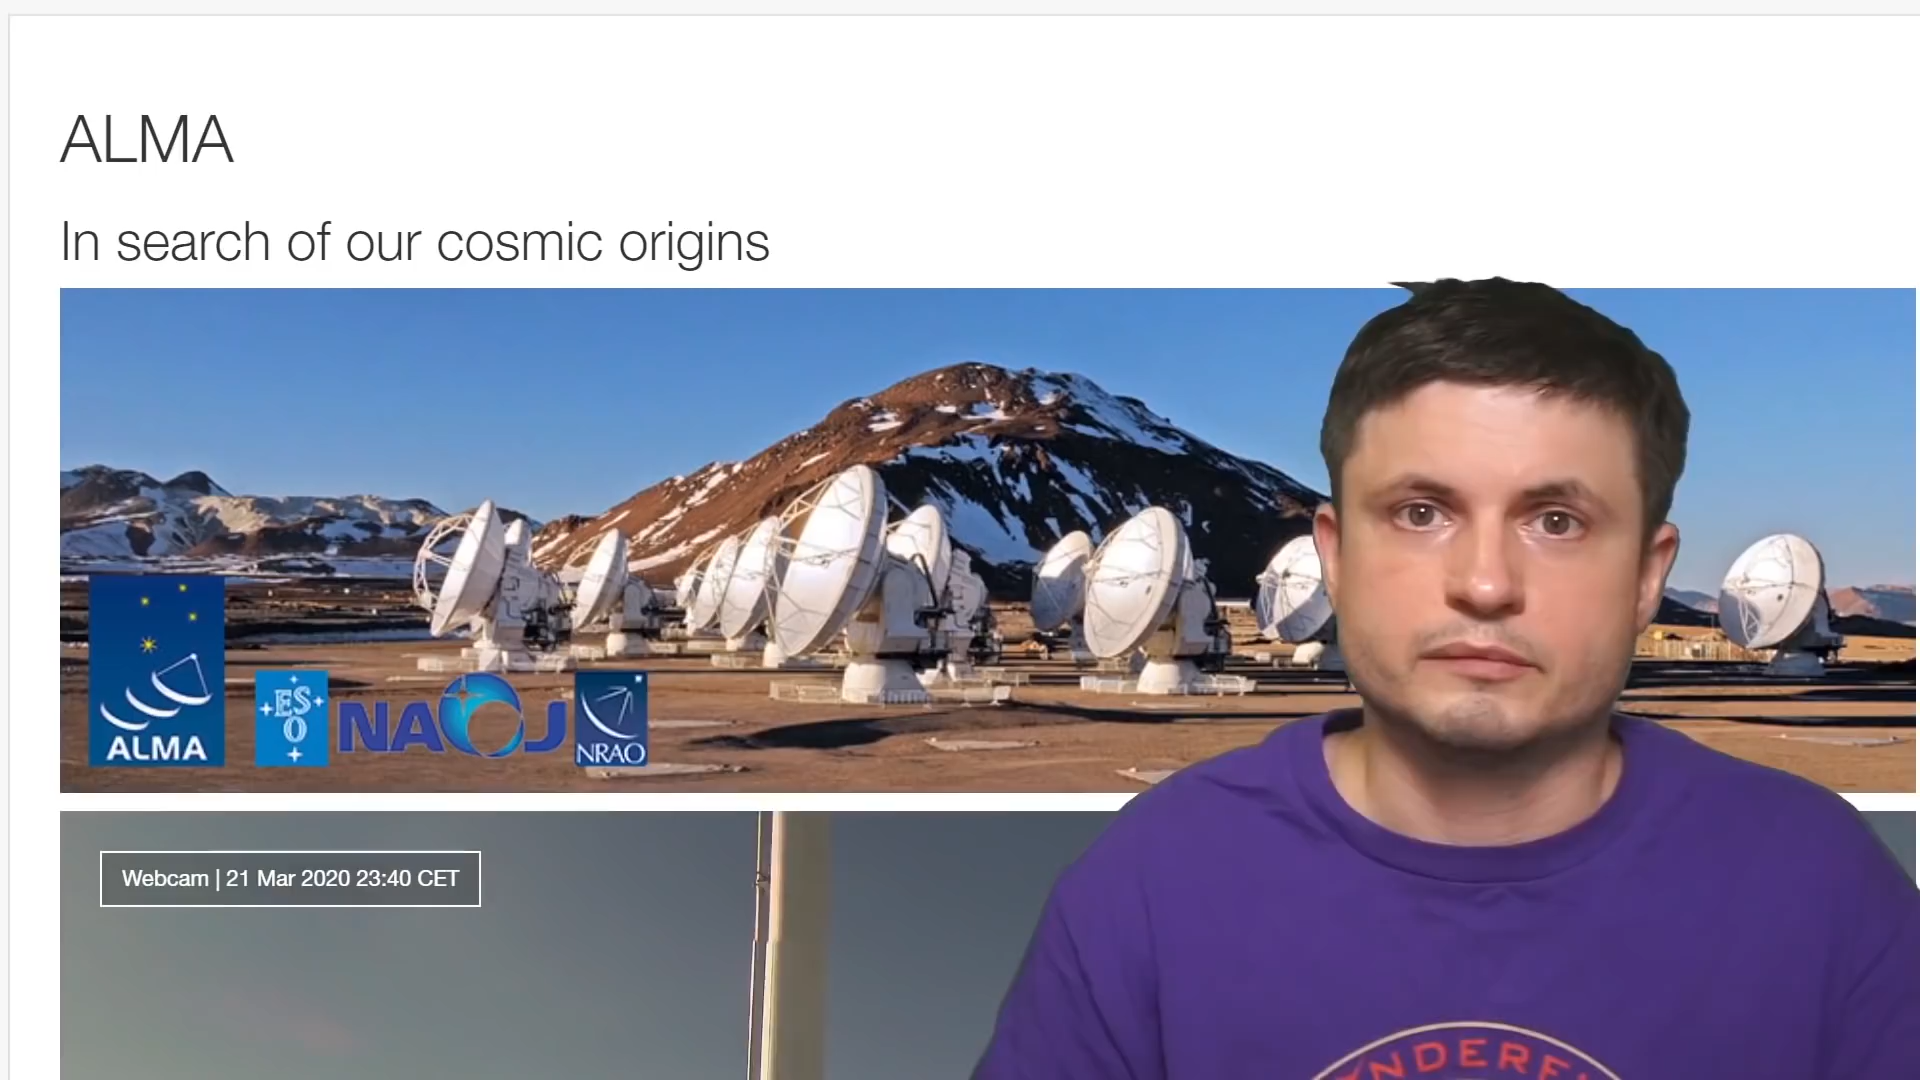 ALMA
In search of our cosmic origins
ALMA
ESO
NAOJ
NRAO
Webcam | 21 Mar 2020 23:40 CET